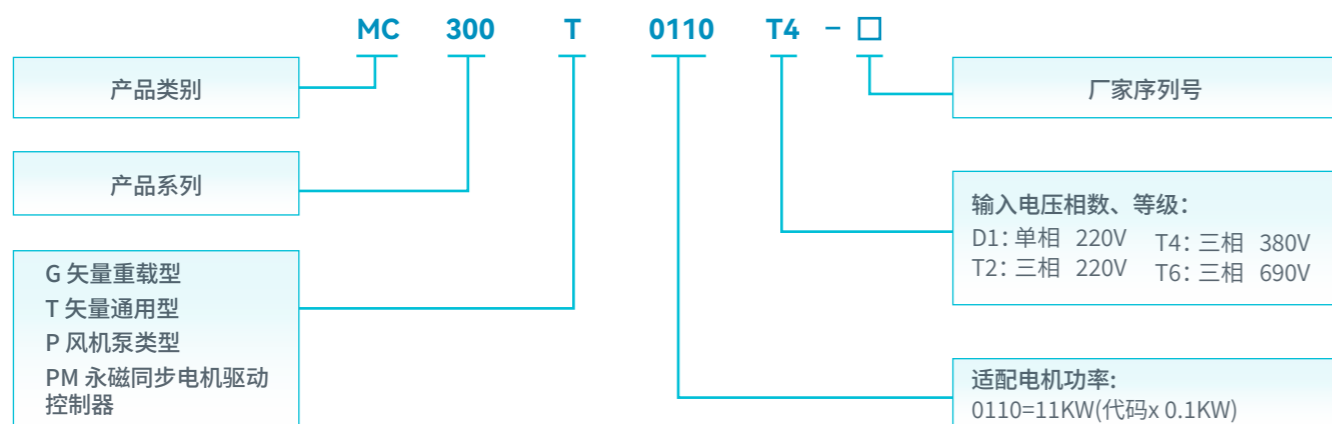 MC 300 T 0110 T4 - □
产品类别
产品系列
G 矢量重载型
T 矢量通用型
P 风机泵类型
PM 永磁同步电机驱动
控制器
厂家序列号
输入电压相数、等级：
D1：单相 220V T4：三相 380V
T2：三相 220V T6：三相 690V
适配电机功率:
0110=11KW(代码x 0.1KW)